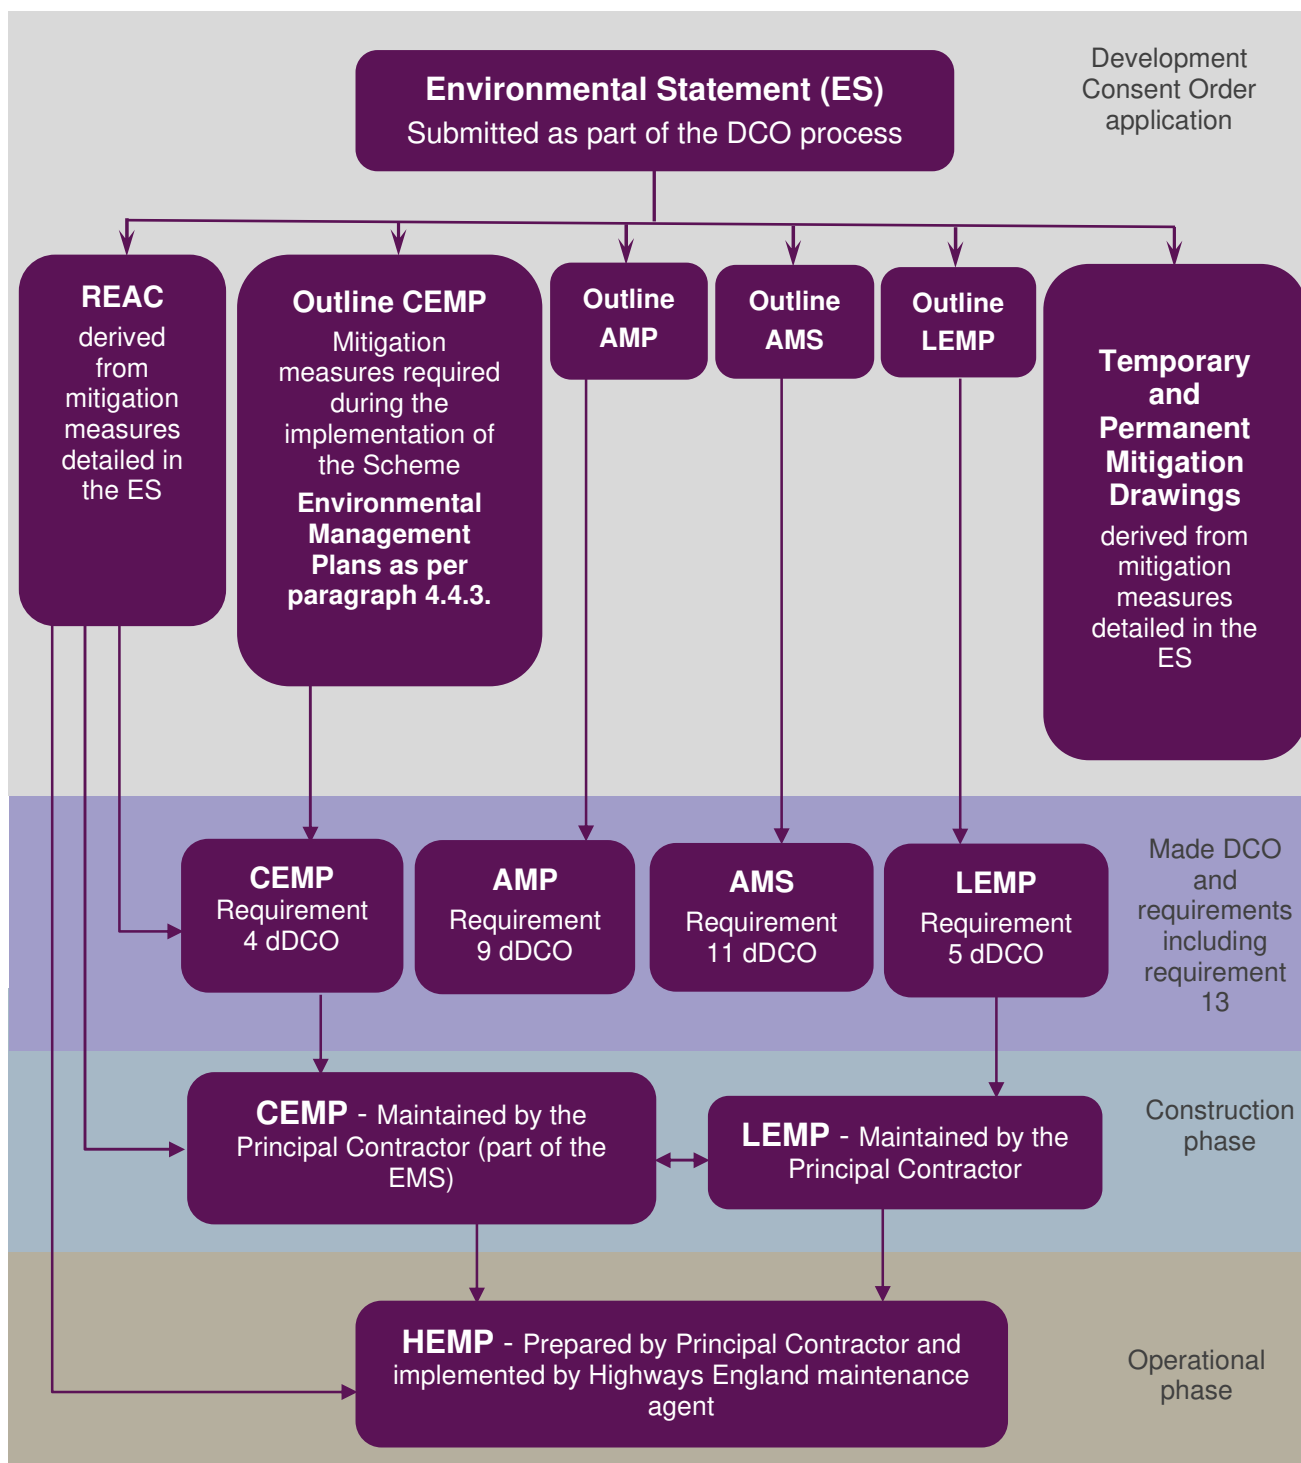 Environmental Statement (ES)
Submitted as part of the DCO process
Development
Consent Order
application
REAC
derived
from
mitigation
measures
detailed in
the ES
Outline CEMP
Mitigation
measures required
during the
implementation of
the Scheme
Environmental
Management
Plans as per
paragraph 4.4.3.
Outline
AMP
Outline
AMS
Outline
LEMP
Temporary
and
Permanent
Mitigation
Drawings
derived from
mitigation
measures
detailed in the
ES
CEMP
Requirement
4 dDCO
AMP
Requirement
9 dDCO
AMS
Requirement
11 dDCO
LEMP
Requirement
5 dDCO
Made DCO
and
requirements
including
requirement
13
CEMP - Maintained by the
Principal Contractor (part of the
EMS)
LEMP - Maintained by the
Principal Contractor
Construction
phase
HEMP - Prepared by Principal Contractor and
implemented by Highways England maintenance
agent
Operational
phase